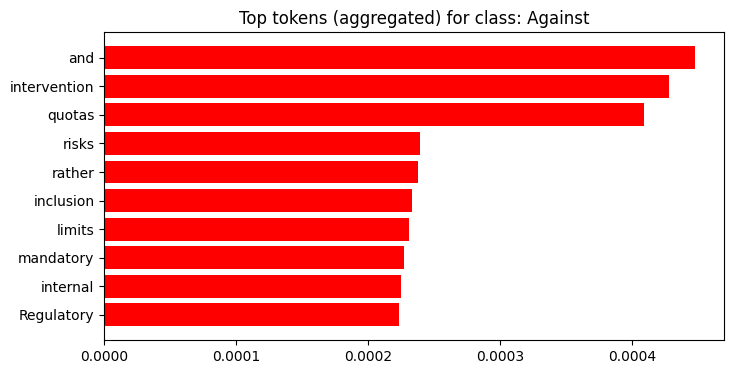 Top tokens (aggregated) for class: Against
and
intervention
quotas
risks
rather
inclusion
limits
mandatory
internal
Regulatory
0.0000 0.0001 0.0002 0.0003 0.0004